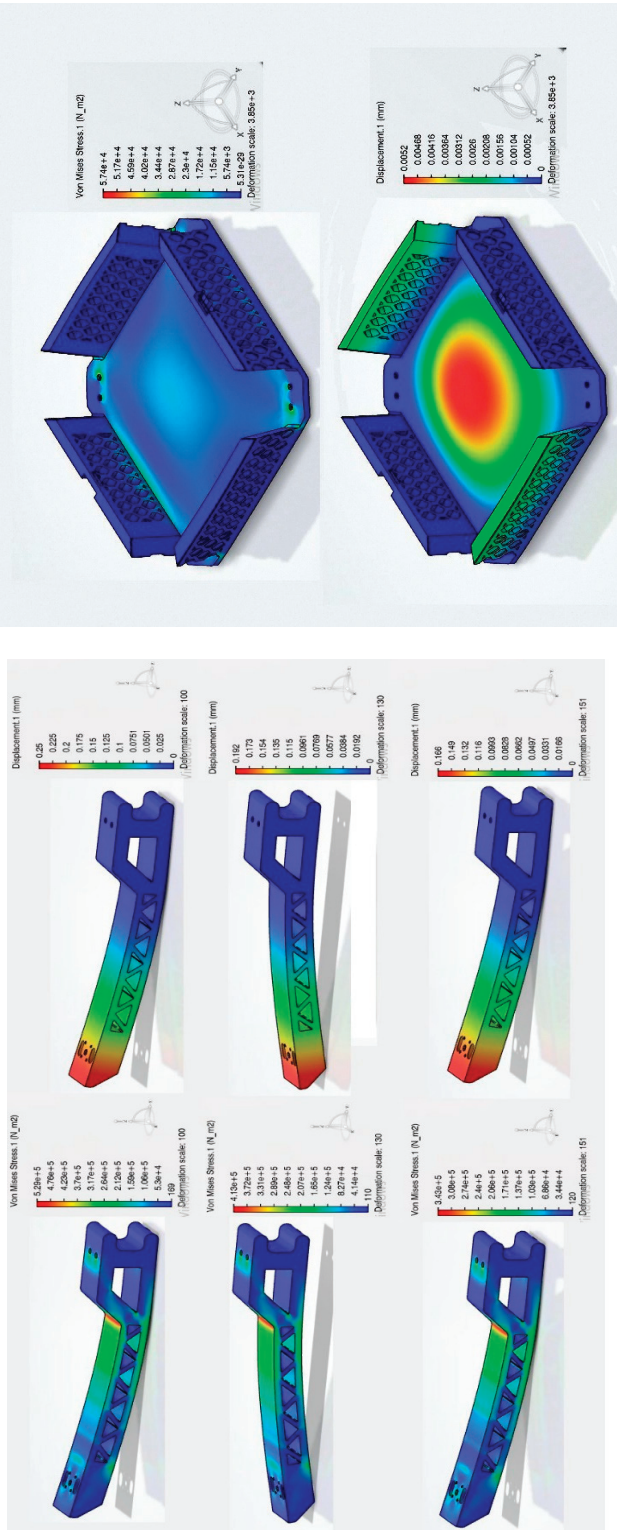 Von Mises Stress.1 (N_m2)
5.74e+4
5.17e+4
4.59e+4
4.02e+4
3.44e+4
2.87e+4
2.3e+4
1.72e+4
1.15e+4
5.74e+3
5.31e-29
Deformation scale: 3.85e+3
Z
X
Y
Displacement.1 (mm)
0.0052
0.00468
0.00416
0.00364
0.00312
0.0026
0.00208
0.00156
0.00104
0.00052
0
Deformation scale: 3.85e+3
Z
X
Y
Displacement.1 (mm)
0.25
0.225
0.2
0.175
0.15
0.125
0.1
0.0751
0.0501
0.025
0
Deformation scale: 100
Displacement.1 (mm)
0.192
0.173
0.154
0.135
0.115
0.0961
0.0769
0.0577
0.0384
0.0192
0
Deformation scale: 130
Displacement.1 (mm)
0.166
0.149
0.132
0.116
0.0993
0.0828
0.0662
0.0497
0.0331
0.0166
0
Deformation scale: 151
Von Mises Stress.1 (N_m2)
5.29e+5
4.76e+5
4.23e+5
3.7e+5
3.17e+5
2.64e+5
2.12e+5
1.59e+5
1.06e+5
5.3e+4
169
Deformation scale: 100
Von Mises Stress.1 (N_m2)
4.13e+5
3.72e+5
3.31e+5
2.89e+5
2.48e+5
2.07e+5
1.65e+5
1.24e+5
8.27e+4
4.14e+4
110
Deformation scale: 130
Von Mises Stress.1 (N_m2)
3.43e+5
3.08e+5
2.74e+5
2.4e+5
2.06e+5
1.71e+5
1.37e+5
1.03e+5
6.86e+4
3.44e+4
120
Deformation scale: 151